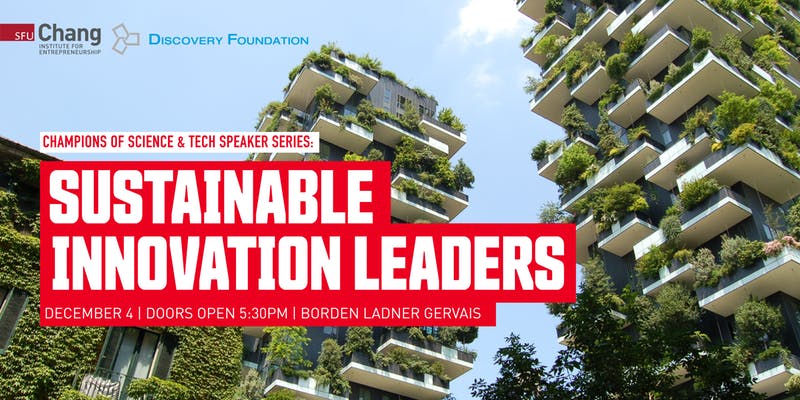 SFU Chang
INSTITUTE FOR
ENTREPRENEURSHIP
DISCOVERY FOUNDATION
CHAMPIONS OF SCIENCE & TECH SPEAKER SERIES:
SUSTAINABLE
INNOVATION LEADERS
DECEMBER 4 | DOORS OPEN 5:30PM | BORDEN LADNER GERVAIS